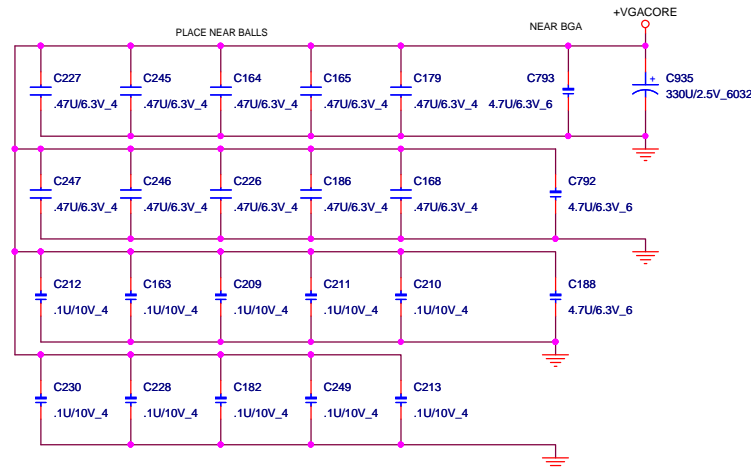 +VGACORE
PLACE NEAR BALLS
NEAR BGA
C227 C245 C164 C165 C179 C793 C935
.47U/6.3V_4 .47U/6.3V_4 .47U/6.3V_4 .47U/6.3V_4 .47U/6.3V_4 4.7U/6.3V_6 330U/2.5V_6032
C247 C246 C226 C186 C168 C792
.47U/6.3V_4 .47U/6.3V_4 .47U/6.3V_4 .47U/6.3V_4 .47U/6.3V_4 4.7U/6.3V_6
C212 C163 C209 C211 C210 C188
.1U/10V_4 .1U/10V_4 .1U/10V_4 .1U/10V_4 .1U/10V_4 4.7U/6.3V_6
C230 C228 C182 C249 C213
.1U/10V_4 .1U/10V_4 .1U/10V_4 .1U/10V_4 .1U/10V_4